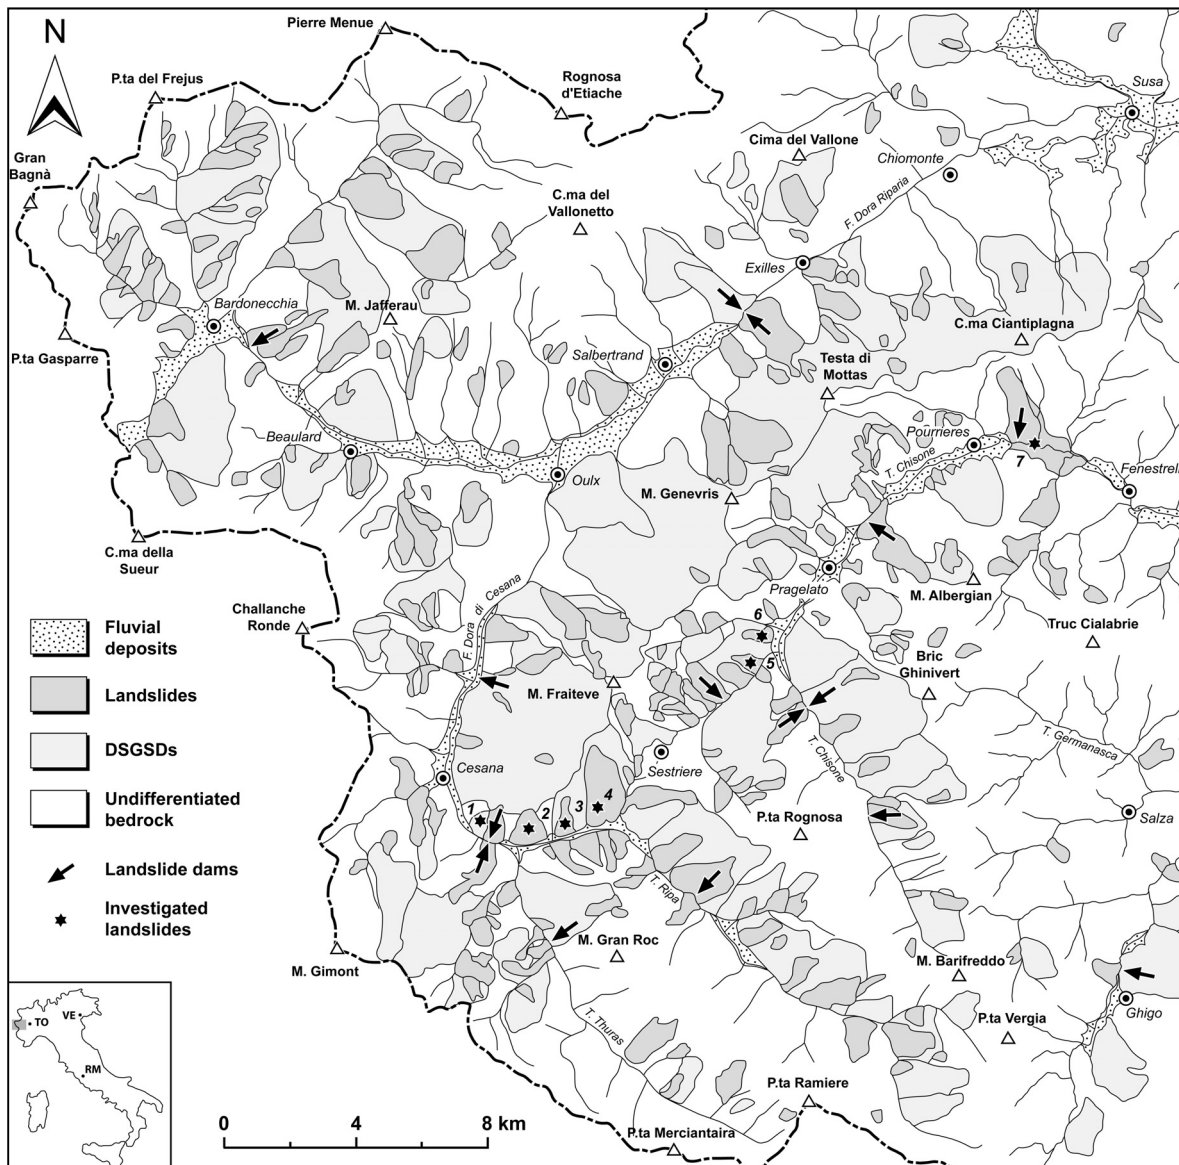 N
Pierre Menue
P.ta del Frejus
Rognosa
d'Etiache
Susa
Gran
Bagnà
Cima del Vallone
Chiomonte
C.ma del
Vallonetto
F. Dora Riparia
Exilles
Bardonecchia
M. Jafferau
C.ma Ciantiplagna
P.ta Gasparre
Salbertrand
Testa di
Mottas
Beaulard
Pourrieres
T. Chisone
7
Fenestrell
Oulx
M. Genevris
C.ma della
Sueur
Pragelato
M. Albergian
Challanche
Ronde
F. Dora di Cesana
6
5
Truc Cialabrie
Bric
Ghinivert
M. Fraiteve
T. Germanasca
Sestriere
T. Chisone
Cesana
1
2
3
4
P.ta Rognosa
Salza
T. Ripa
M. Gran Roc
M. Barifreddo
M. Gimont
Ghigo
P.ta Vergia
T. Thuras
P.ta Ramiere
P.ta Merciantaira
Fluvial
deposits
Landslides
DSGSDs
Undifferentiated
bedrock
Landslide dams
Investigated
landslides
TO
VE
RM
0
4
8 km